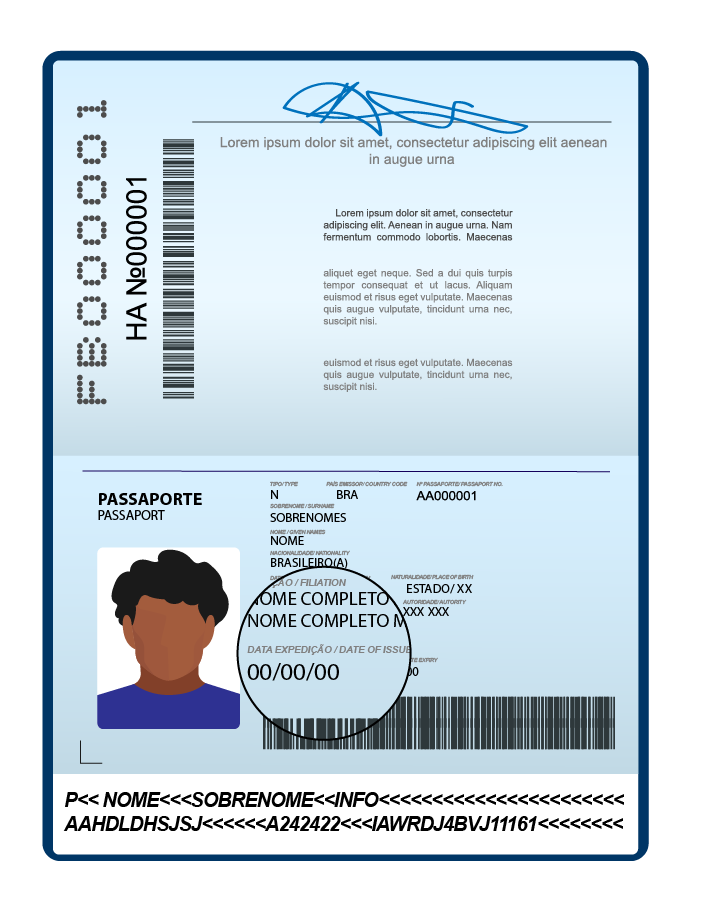 FE000001
HA №000001
Lorem ipsum dolor sit amet, consectetur adipiscing elit aenean
in augue urna
Lorem ipsum dolor sit amet, consectetur
adipiscing elit. Aenean in augue urna. Nam
fermentum commodo lobortis. Maecenas
aliquet eget neque. Sed a dui quis turpis
tempor consequat et ut lacus. Aliquam
euismod et risus eget vulputate. Maecenas
quis augue vulputate, tincidunt urna nec,
suscipit nisi.
euismod et risus eget vulputate. Maecenas
quis augue vulputate, tincidunt urna nec,
suscipit nisi.
PASSAPORTE
PASSAPORT
TIPO/TYPE PAÍS EMISSOR/COUNTRY CODE Nº PASSAPORTE/PASSAPORT NO.
N BRA AA000001
SOBRENOME / SURNAME
SOBRENOMES
NOME / GIVEN NAMES
NOME
NACIONALIDADE/NATIONALITY
BRASILEIRO(A)
NATURALIDADE/PLACE OF BIRTH
ÇÃO / FILIATION
ESTADO/ XX
NOME COMPLETO
AUTORIDADE/AUTORITY
XXX XXX
NOME COMPLETO M
DATA EXPEDIÇÃO / DATE OF ISSUE
TE EXPIRY
00/00/00
00
P<< NOME<<<SOBRENOME<<INFO<<<<<<<<<<<<<<<<<<<<<<<
AAHDLDHSJSJ<<<<<<A242422<<<IAWRDJ4BVJ11161<<<<<<<<